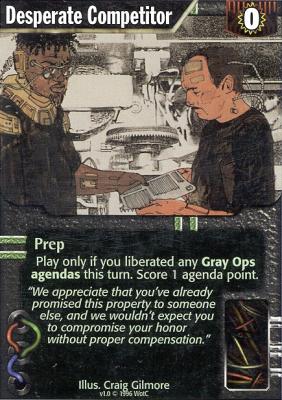 Desperate Competitor
0
Prep
Play only if you liberated any Gray Ops
agendas this turn. Score 1 agenda point.
"We appreciate that you've already
promised this property to someone
else, and we wouldn't expect you
to compromise your honor
without proper compensation."
Illus. Craig Gilmore
v1.0 © 1996 WotC